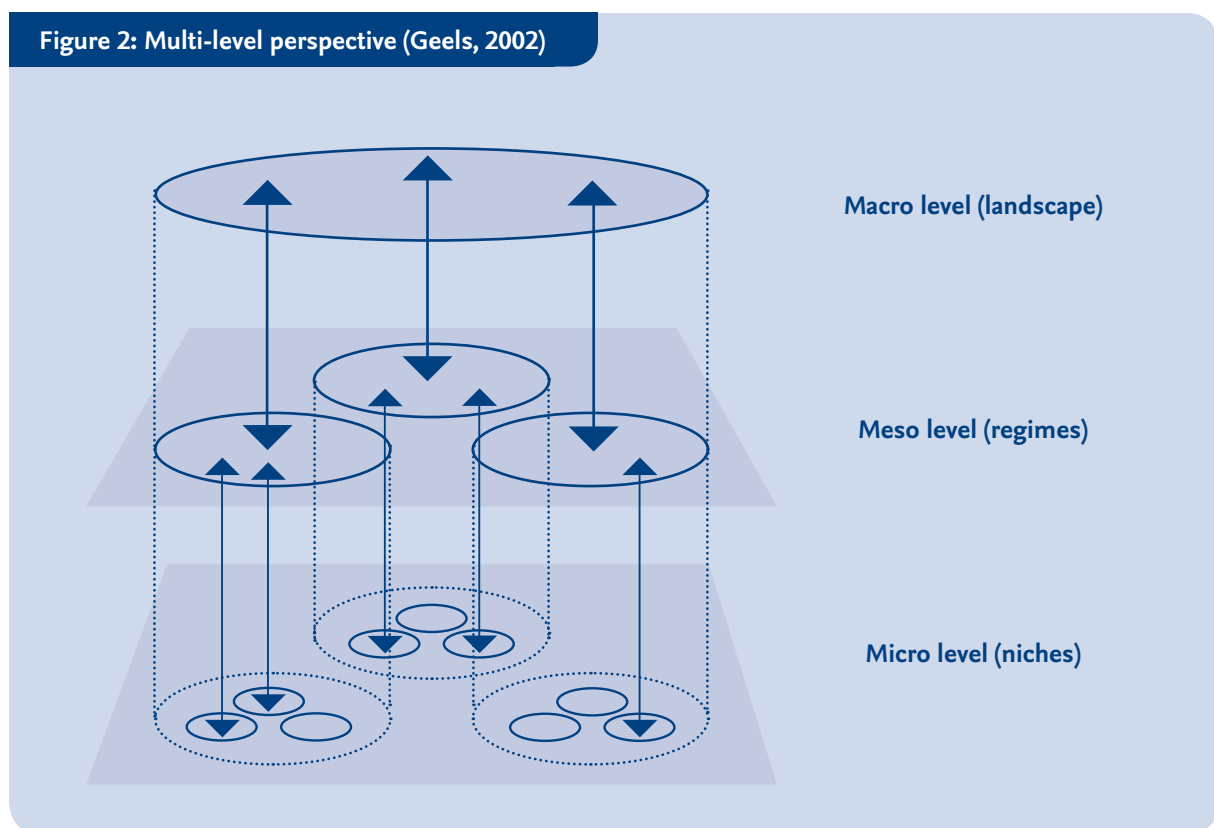 Figure 2: Multi-level perspective (Geels, 2002)
Macro level (landscape)
Meso level (regimes)
Micro level (niches)